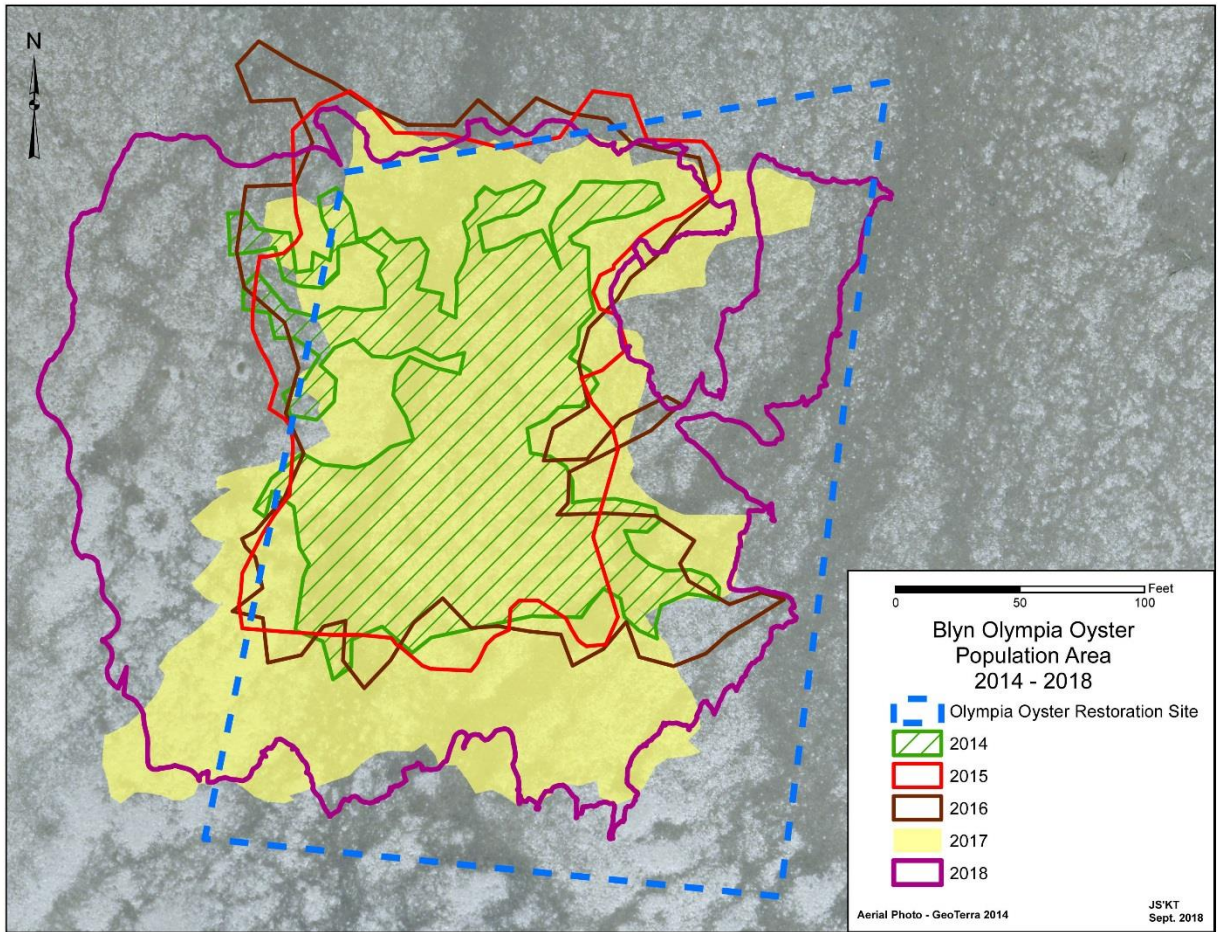 N
Feet
0 50 100
Blyn Olympia Oyster
Population Area
2014 - 2018
Olympia Oyster Restoration Site
2014
2015
2016
2017
2018
Aerial Photo - GeoTerra 2014
JS'KT
Sept. 2018